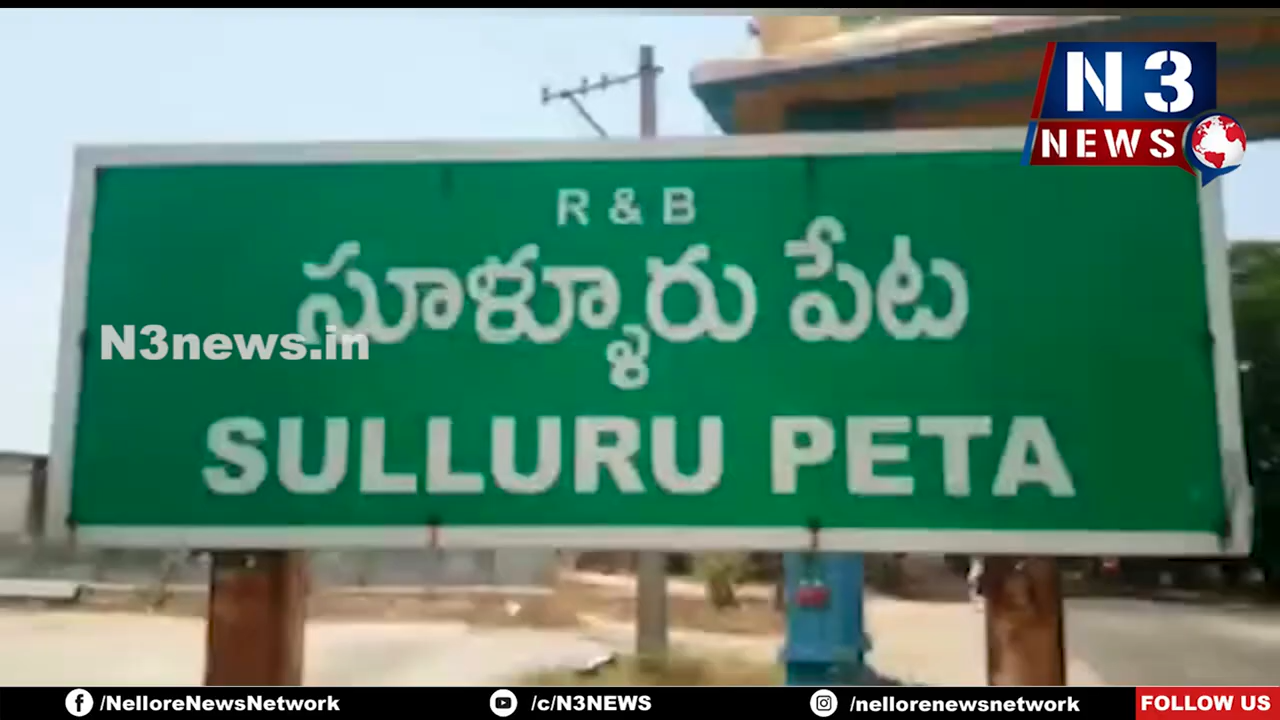 N3
NEWS
R & B
సూళ్ళూరు పేట
N3news.in
SULLURU PETA
/NelloreNewsNetwork
/c/N3NEWS
/nellorenewsnetwork
FOLLOW US